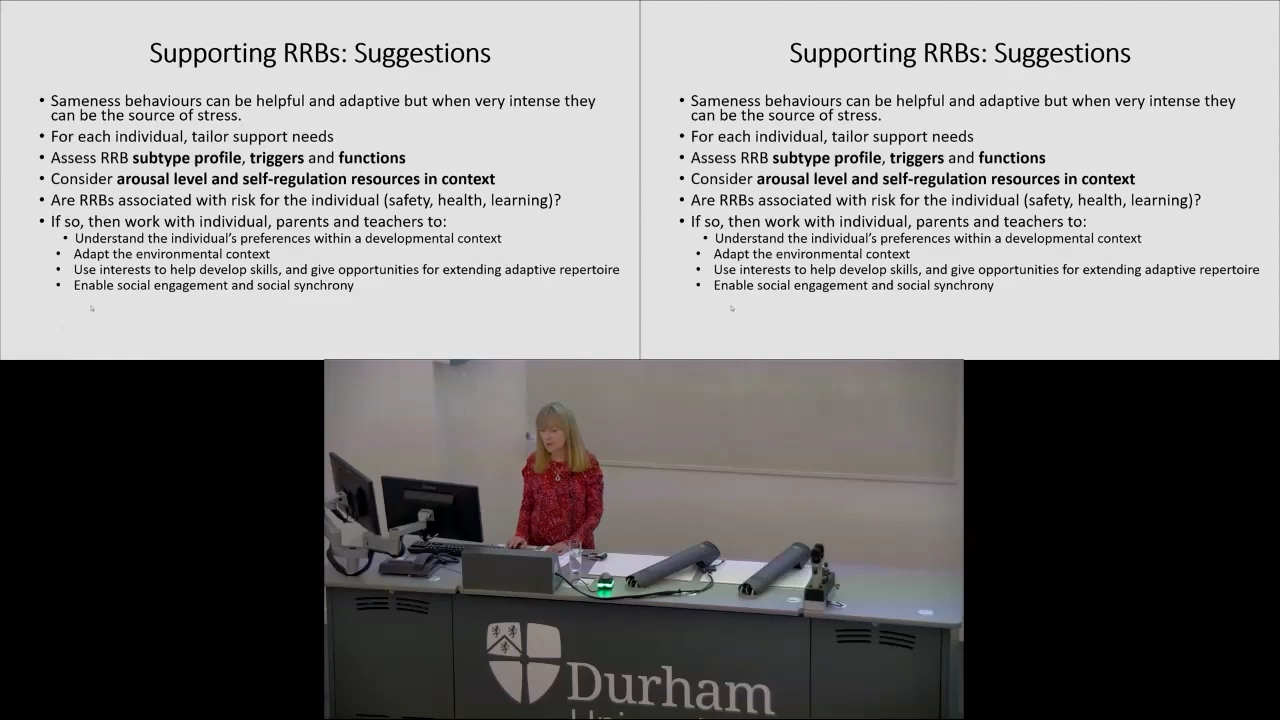 Supporting RRBs: Suggestions
• Sameness behaviours can be helpful and adaptive but when very intense they
can be the source of stress.
• For each individual, tailor support needs
• Assess RRB subtype profile, triggers and functions
• Consider arousal level and self-regulation resources in context
• Are RRBs associated with risk for the individual (safety, health, learning)?
• If so, then work with individual, parents and teachers to:
• Understand the individual's preferences within a developmental context
• Adapt the environmental context
• Use interests to help develop skills, and give opportunities for extending adaptive repertoire
• Enable social engagement and social synchrony
Supporting RRBs: Suggestions
• Sameness behaviours can be helpful and adaptive but when very intense they
can be the source of stress.
• For each individual, tailor support needs
• Assess RRB subtype profile, triggers and functions
• Consider arousal level and self-regulation resources in context
• Are RRBs associated with risk for the individual (safety, health, learning)?
• If so, then work with individual, parents and teachers to:
• Understand the individual's preferences within a developmental context
• Adapt the environmental context
• Use interests to help develop skills, and give opportunities for extending adaptive repertoire
• Enable social engagement and social synchrony
Durham